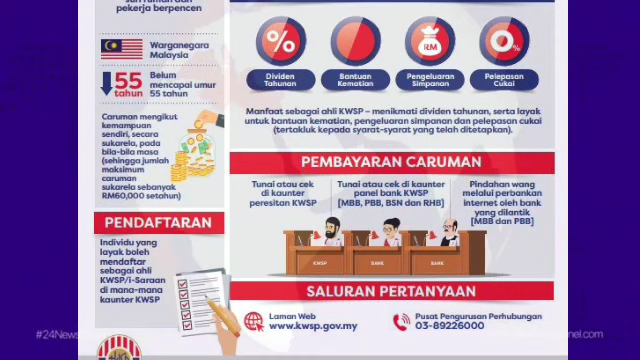 suri rumah dan
pekerja berpencen
Warganegara
Malaysia
55
tahun
Belum
mencapai umur
55 tahun
Caruman mengikut
kemampuan
sendiri, secara
sukarela, pada
bila-bila masa
(sehingga jumlah
maksimum
caruman
sukarela sebanyak
RM60,000 setahun)
PENDAFTARAN
Individu yang
layak boleh
mendaftar
sebagai ahli
KWSP/i-Saraan
di mana-mana
kaunter KWSP
%
RM
0%
Dividen
Tahunan
Bantuan
Kematian
Pengeluaran
Simpanan
Pelepasan
Cukai
Manfaat sebagai ahli KWSP – menikmati dividen tahunan, serta layak
untuk bantuan kematian, pengeluaran simpanan dan pelepasan cukai
(tertakluk kepada syarat-syarat yang telah ditetapkan).
PEMBAYARAN CARUMAN
Tunai atau cek
di kaunter
peresitan KWSP
Tunai atau cek di kaunter
panel bank KWSP
[MBB, PBB, BSN dan RHB]
Pindahan wang
melalui perbankan
internet oleh bank
yang dilantik
[MBB dan PBB]
KWSP
BANK
BANK
SALURAN PERTANYAAN
Laman Web
www.kwsp.gov.my
Pusat Pengurusan Perhubungan
03-89226000
#24News
nel.com